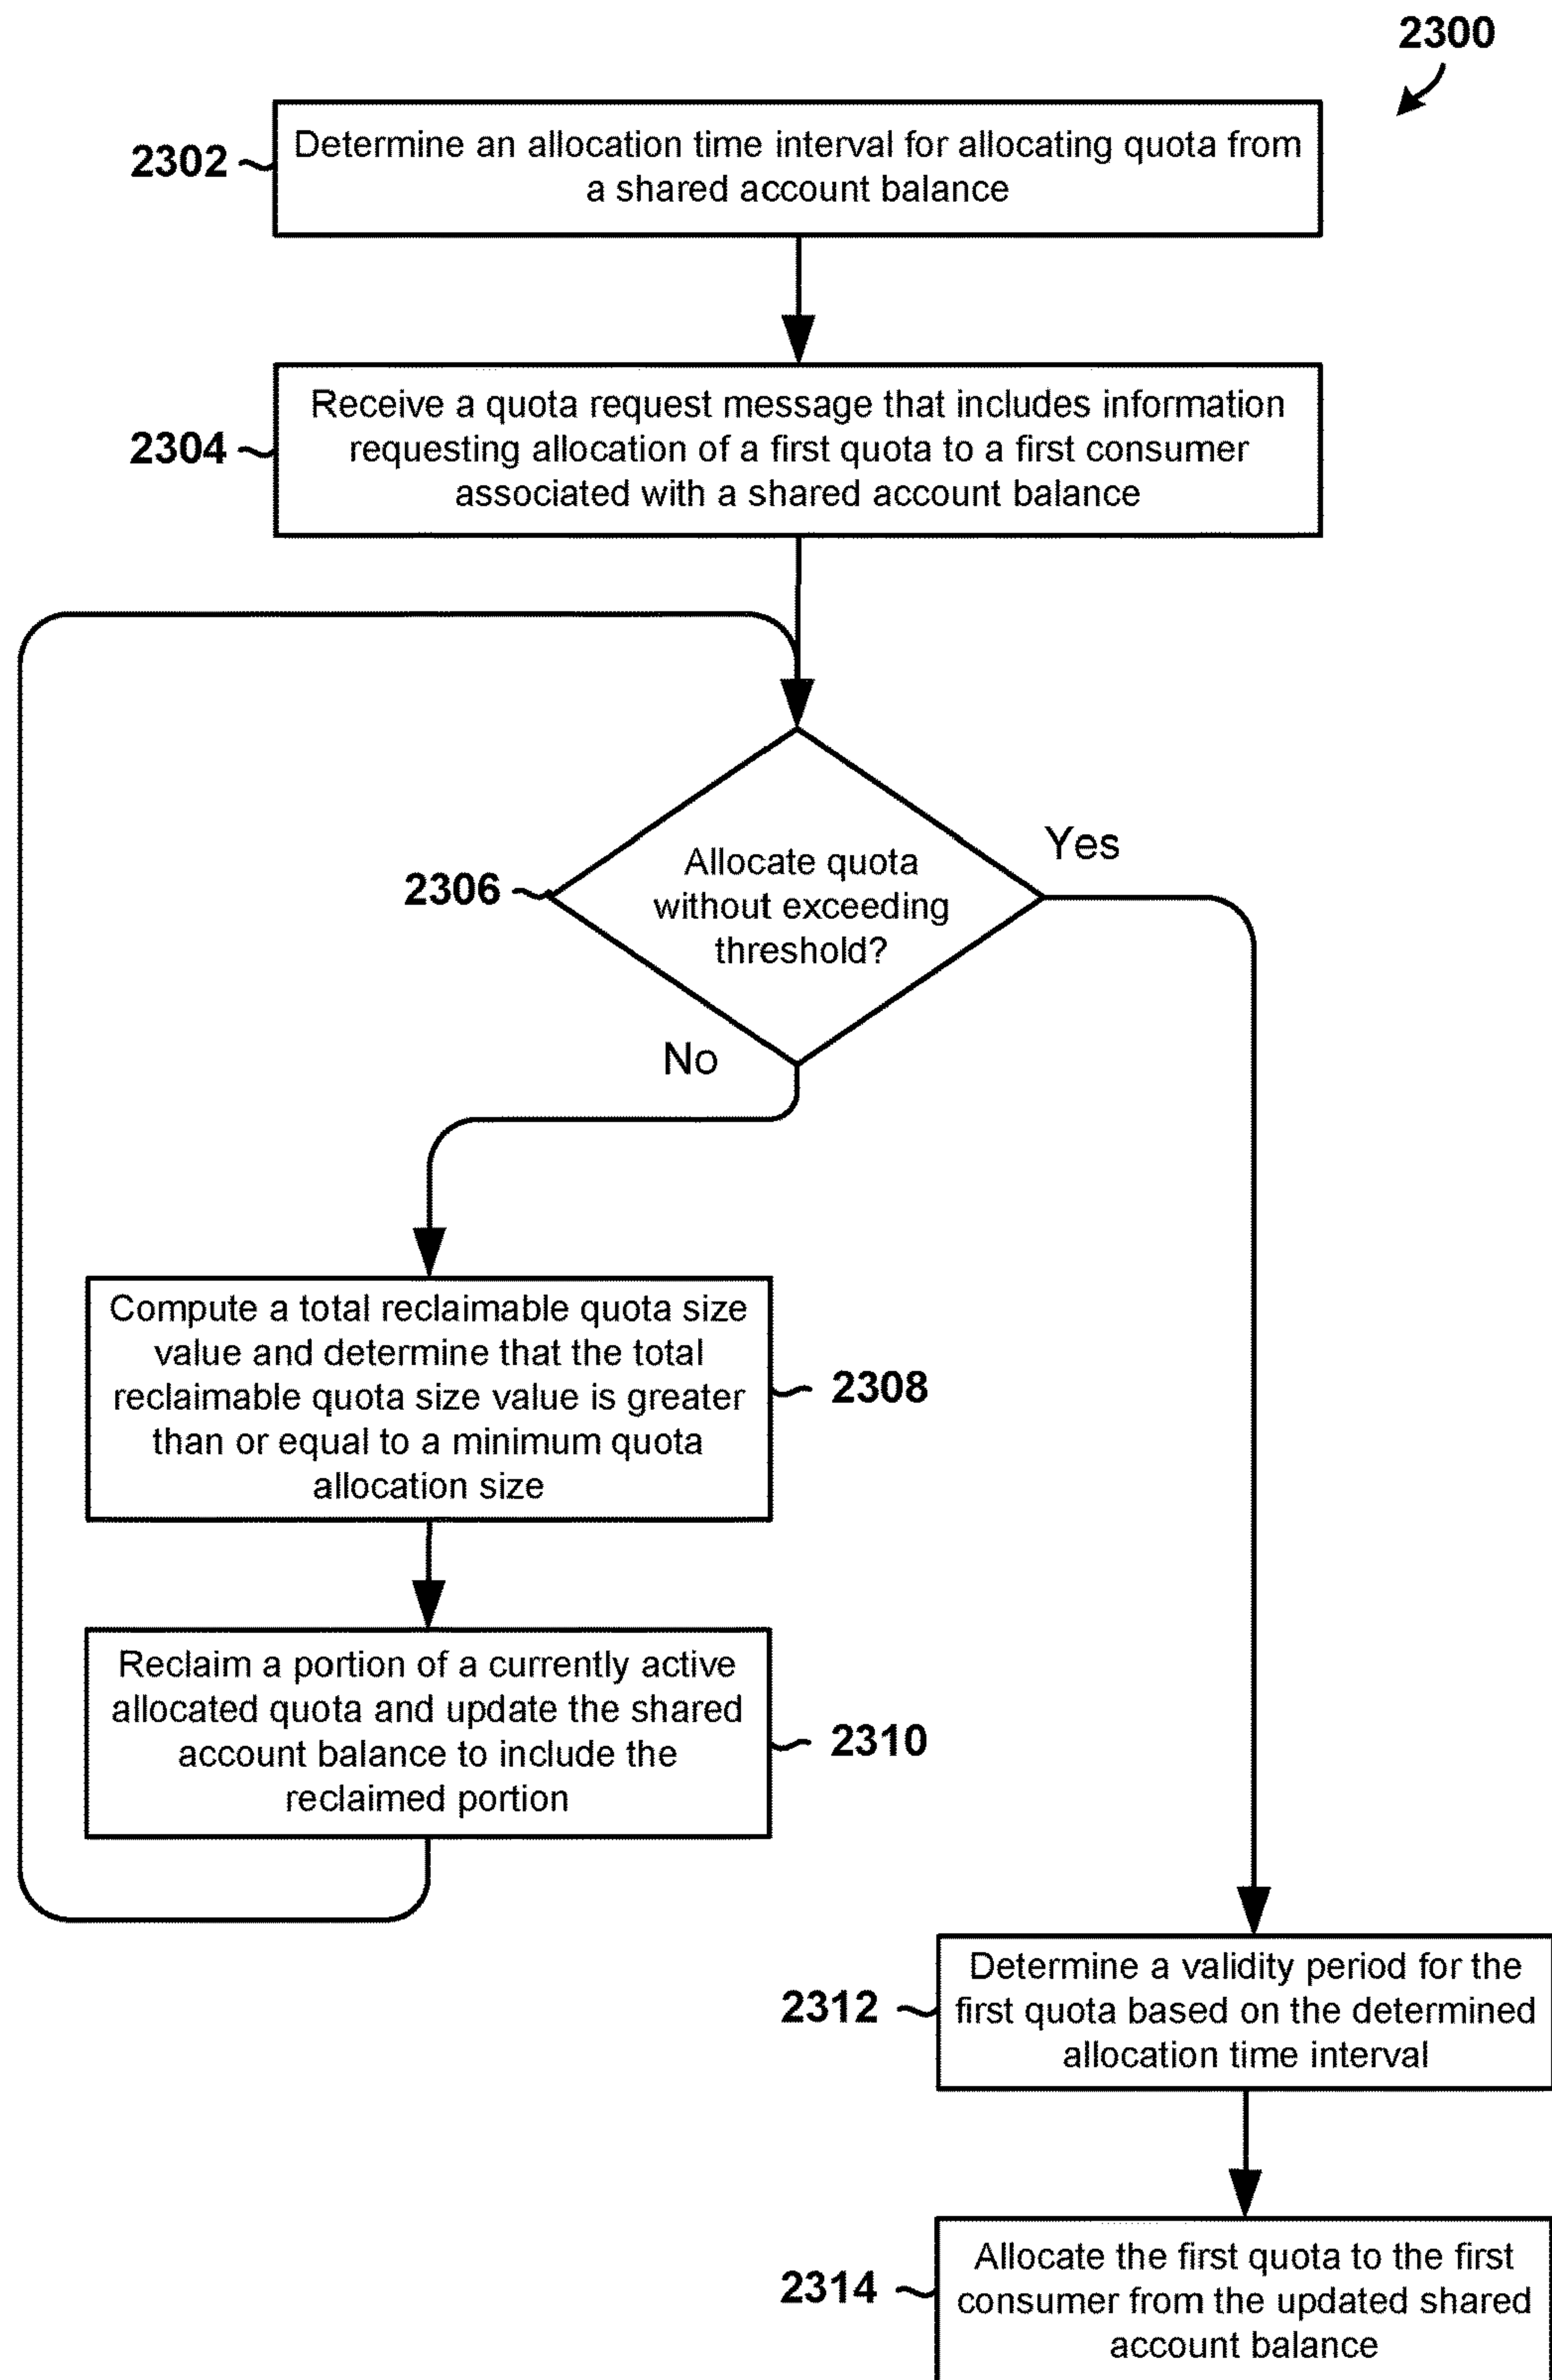 2300
2302
Determine an allocation time interval for allocating quota from
a shared account balance
2304
Receive a quota request message that includes information
requesting allocation of a first quota to a first consumer
associated with a shared account balance
2306
Allocate quota
without exceeding
threshold?
Yes
No
Compute a total reclaimable quota size
value and determine that the total
reclaimable quota size value is greater
than or equal to a minimum quota
allocation size
2308
Reclaim a portion of a currently active
allocated quota and update the shared
account balance to include the
reclaimed portion
2310
2312
Determine a validity period for the
first quota based on the determined
allocation time interval
2314
Allocate the first quota to the first
consumer from the updated shared
account balance